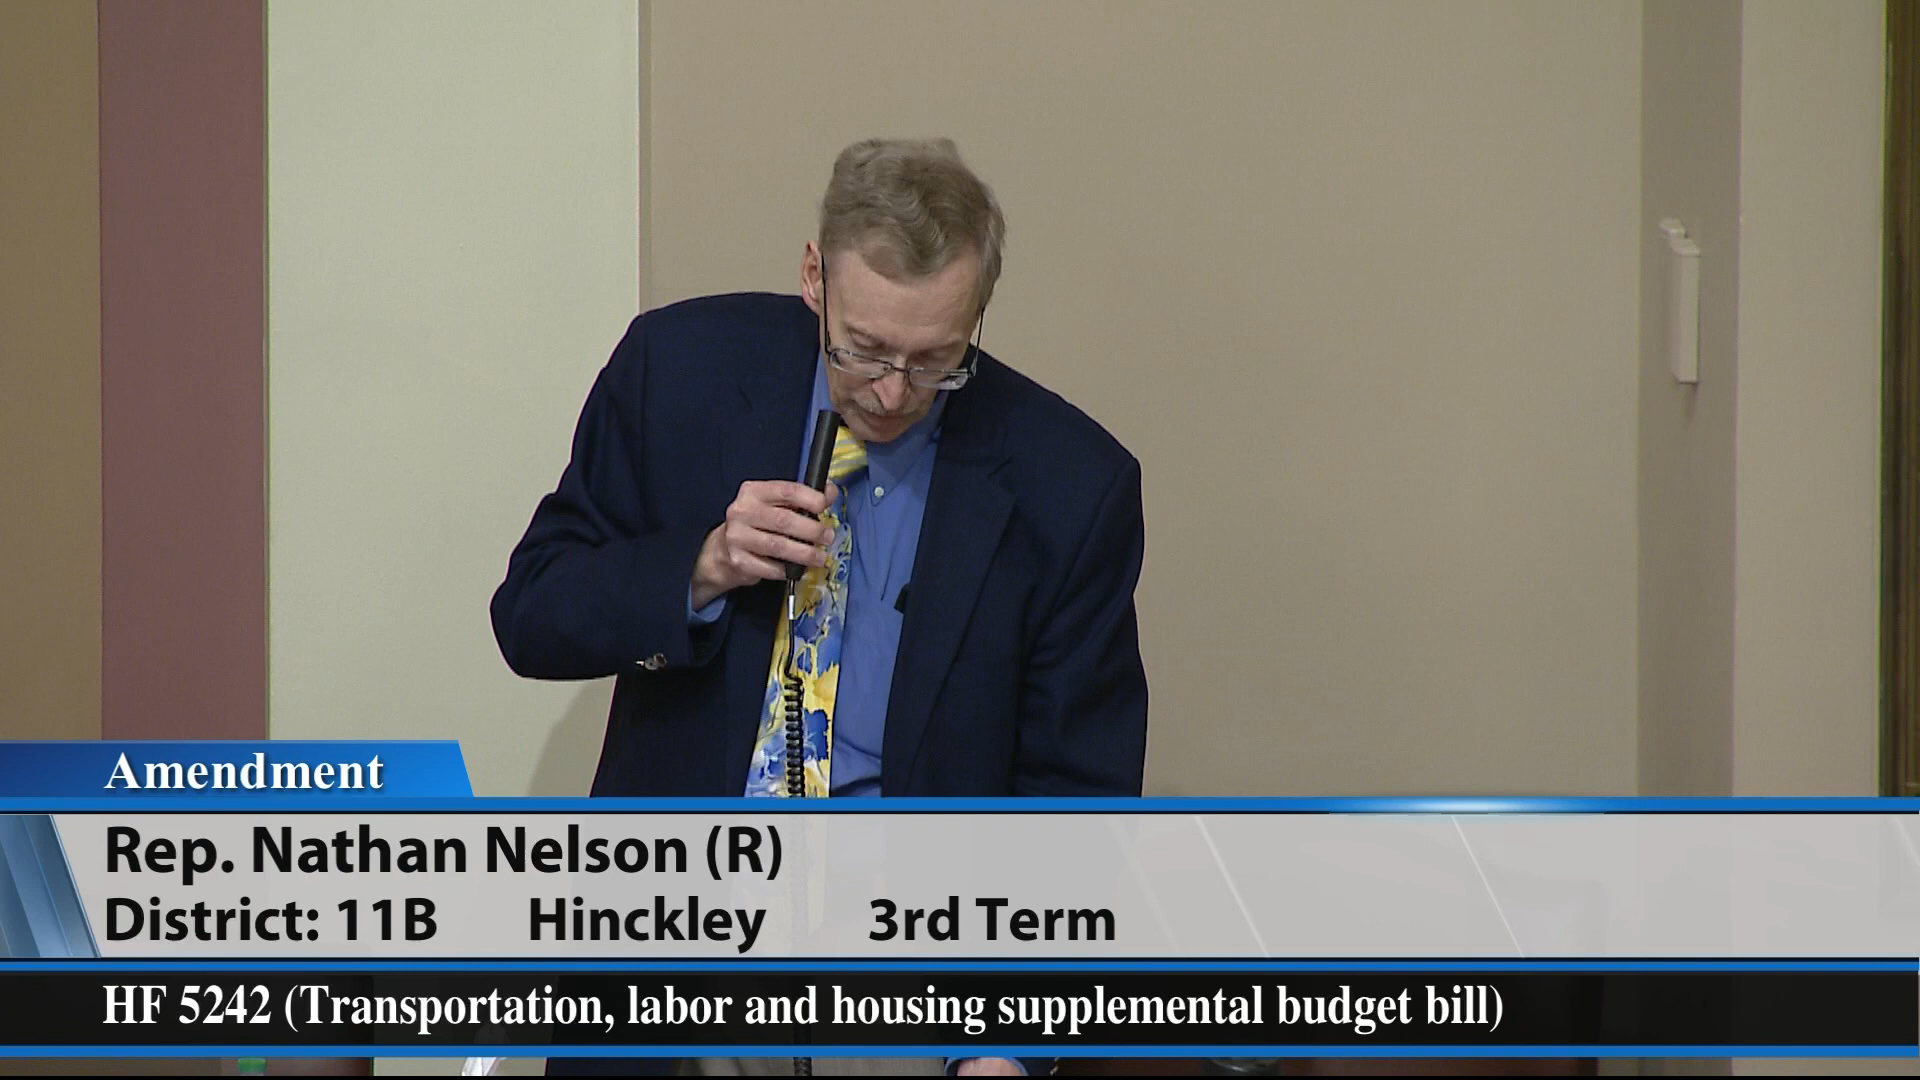 Amendment
Rep. Nathan Nelson (R)
District: 11B Hinckley 3rd Term
HF 5242 (Transportation, labor and housing supplemental budget bill)